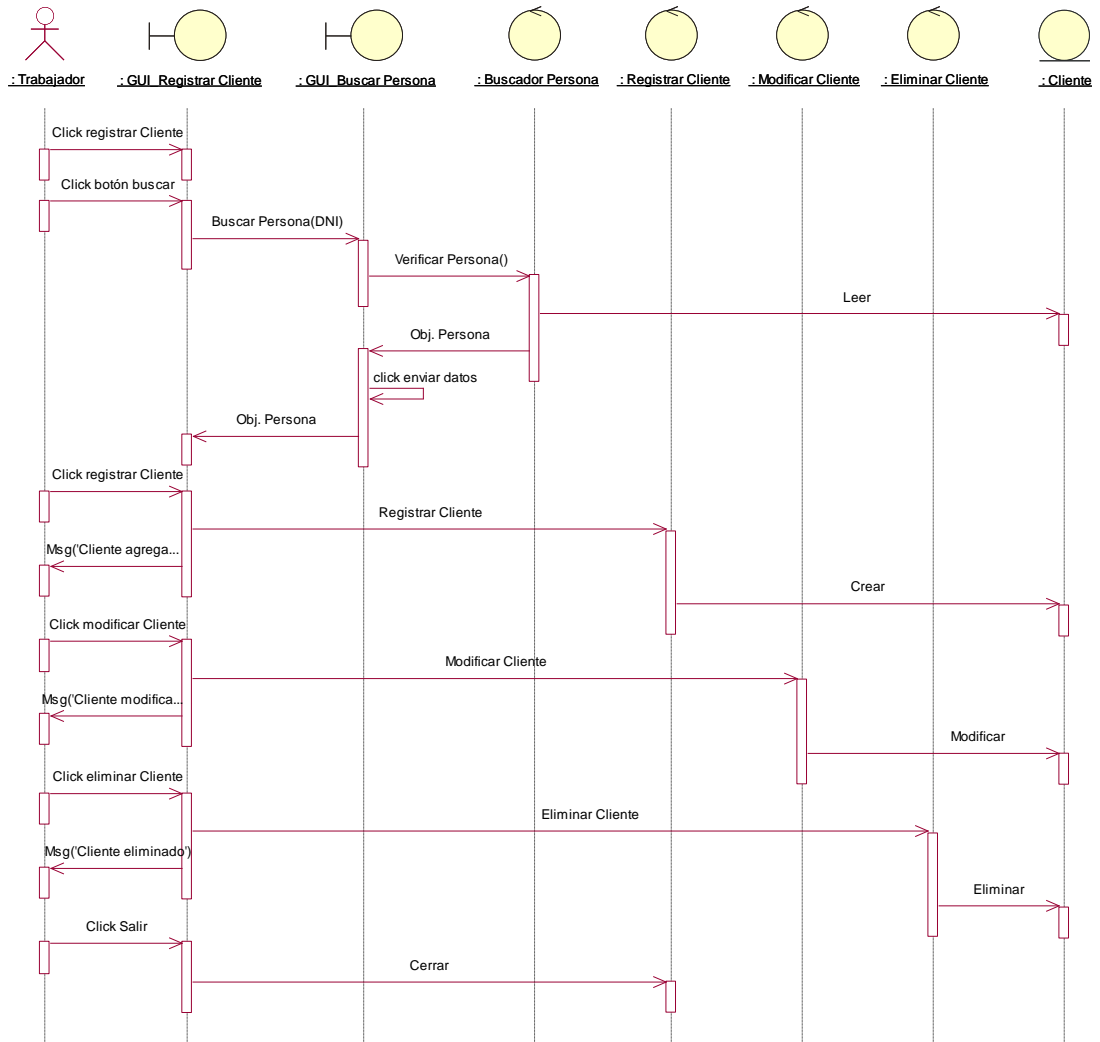 : Trabajador
: GUI_Registrar Cliente
: GUI_Buscar Persona
: Buscador Persona
: Registrar Cliente
: Modificar Cliente
: Eliminar Cliente
: Cliente
Click registrar Cliente
Click botón buscar
Buscar Persona(DNI)
Verificar Persona()
Leer
Obj. Persona
click enviar datos
Obj. Persona
Click registrar Cliente
Registrar Cliente
Msg('Cliente agrega...
Crear
Click modificar Cliente
Modificar Cliente
Msg('Cliente modifica...
Modificar
Click eliminar Cliente
Eliminar Cliente
Msg('Cliente eliminado')
Eliminar
Click Salir
Cerrar